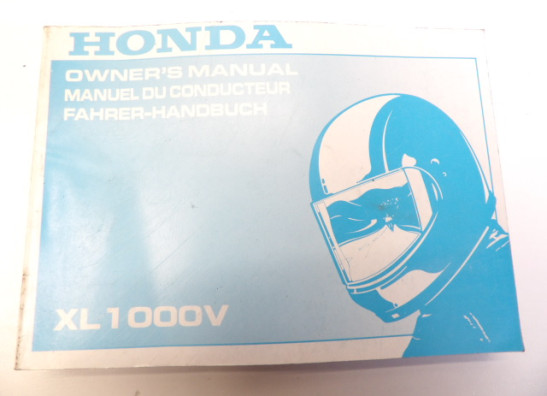 HONDA
OWNER'S MANUAL
MANUEL DU CONDUCTEUR
FAHRER-HANDBUCH
XL1000V